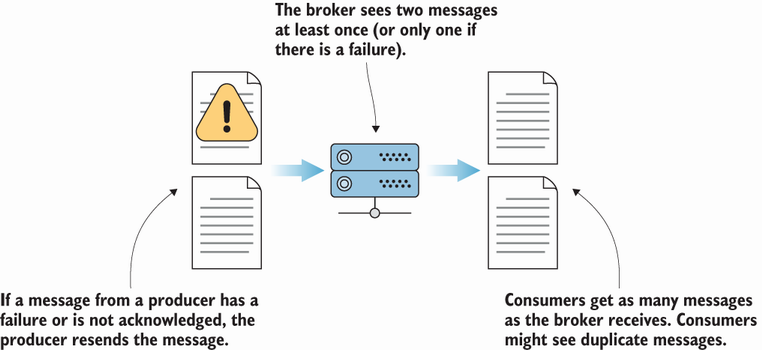 The broker sees two messages
at least once (or only one if
there is a failure).
If a message from a producer has a
failure or is not acknowledged, the
producer resends the message.
Consumers get as many messages
as the broker receives. Consumers
might see duplicate messages.